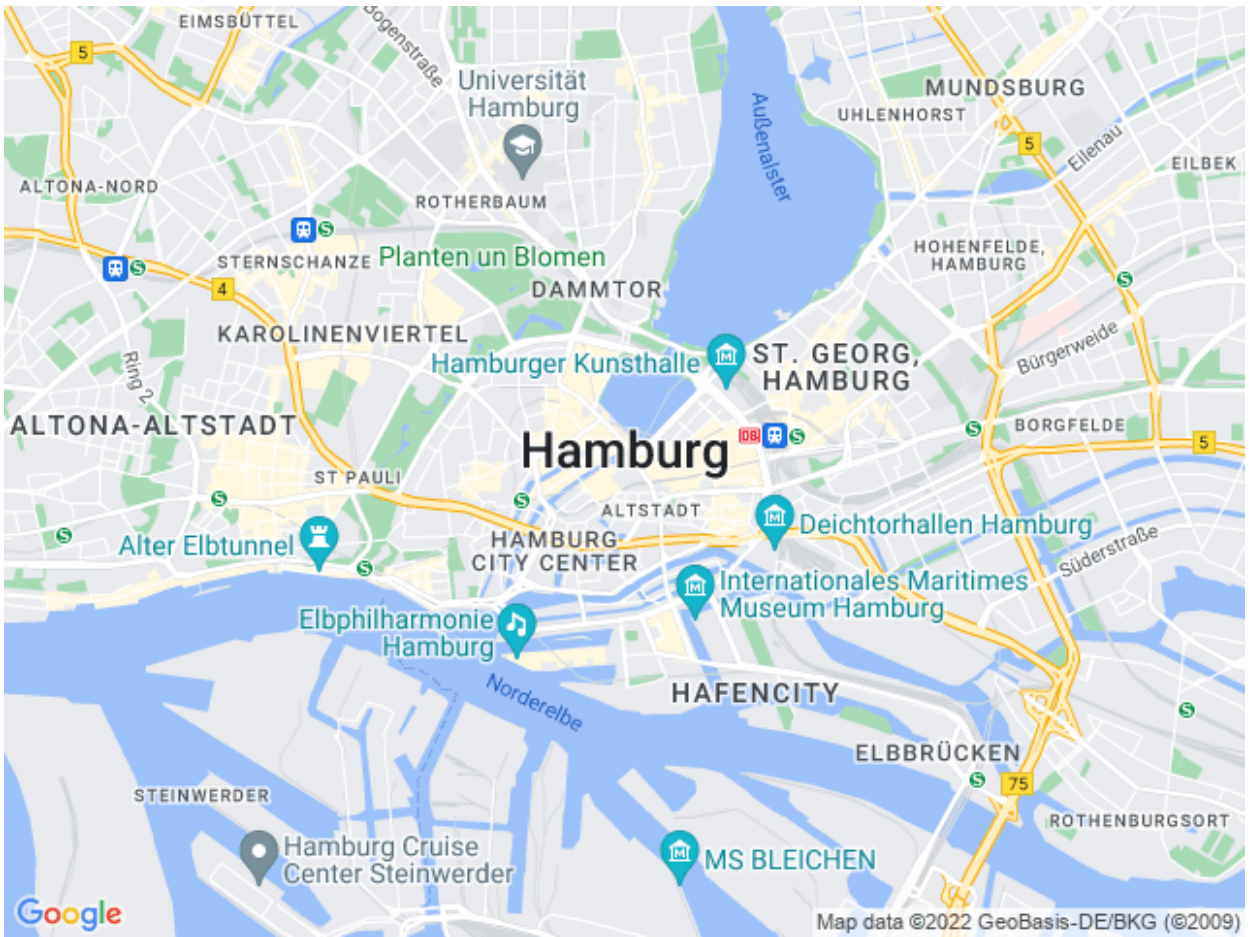 EIMSBÜTTEL
Bogenstraße
5
Universität
Hamburg
Außenalster
MUNDSBURG
UHLENHORST
5
Eilenau
EILBEK
ALTONA-NORD
ROTHERBAUM
S
S
STERNSCHANZE
Planten un Blomen
HOHENFELDE,
HAMBURG
S
4
DAMMTOR
KAROLINENVIERTEL
Hamburger Kunsthalle
M
ST. GEORG,
HAMBURG
Bürgerweide
Ring 2
ALTONA-ALTSTADT
Hamburg
DB
S
S
BORGFELDE
5
ST PAULI
S
S
ALTSTADT
M
Deichtorhallen Hamburg
S
Alter Elbtunnel
HAMBURG
CITY CENTER
Süderstraße
S
M
Internationales Maritimes
Museum Hamburg
Elbphilharmonie
Hamburg
Norderelbe
HAFENCITY
S
ELBBRÜCKEN
S
75
STEINWERDER
ROTHENBURGSORT
Hamburg Cruise
Center Steinwerder
M
MS BLEICHEN
Google
Map data ©2022 GeoBasis-DE/BKG (©2009)